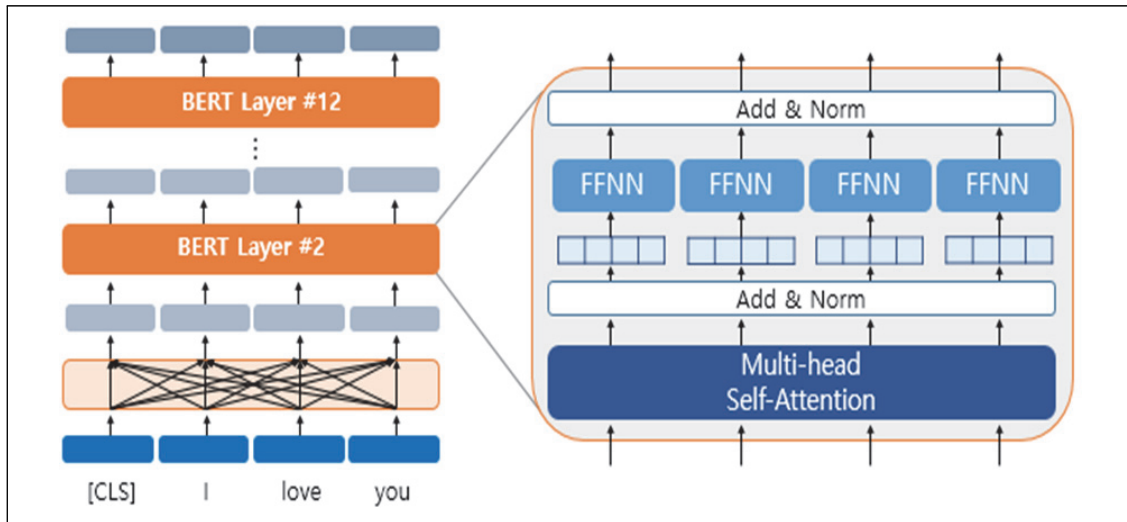 BERT Layer #12
⋮
BERT Layer #2
[CLS] I love you
Add & Norm
FFNN FFNN FFNN FFNN
Add & Norm
Multi-head
Self-Attention